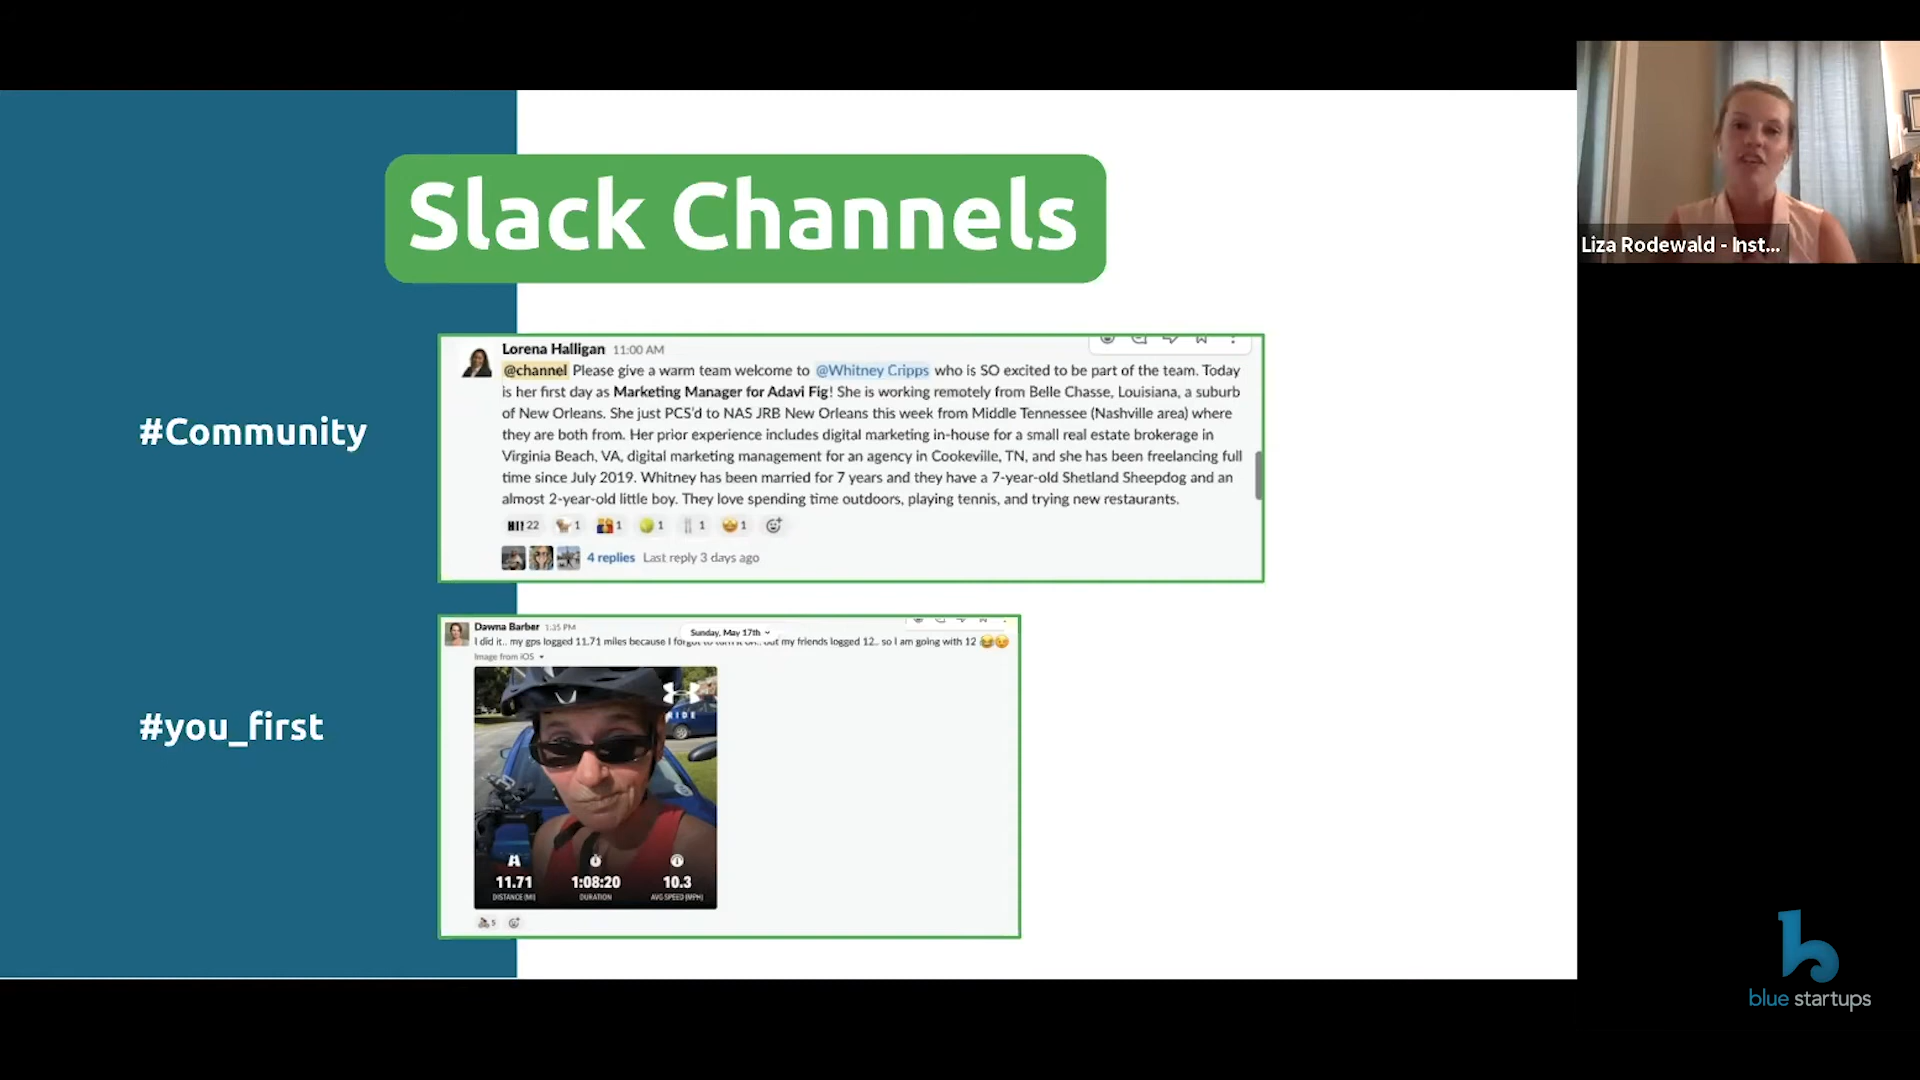 Slack Channels
Liza Rodewald - Inst...
#Community
Lorena Halligan 11:00 AM
@channel Please give a warm team welcome to @Whitney Cripps who is SO excited to be part of the team. Today
is her first day as Marketing Manager for Adavi Fig! She is working remotely from Belle Chasse, Louisiana, a suburb
of New Orleans. She just PCS'd to NAS JRB New Orleans this week from Middle Tennessee (Nashville area) where
they are both from. Her prior experience includes digital marketing in-house for a small real estate brokerage in
Virginia Beach, VA, digital marketing management for an agency in Cookeville, TN, and she has been freelancing full
time since July 2019. Whitney has been married for 7 years and they have a 7-year-old Shetland Sheepdog and an
almost 2-year-old little boy. They love spending time outdoors, playing tennis, and trying new restaurants.
22 1 1 1 1 1
4 replies Last reply 3 days ago
#you_first
Dawna Barber 1:35 PM
Sunday, May 17th
I did it.. my gps logged 11.71 miles because I my friends logged 12.. so I am going with 12
Image from iOS
RIDE
11.71 1:08:20 10.3
DISTANCE (MI) DURATION AVG SPEED (MPH)
5
blue startups